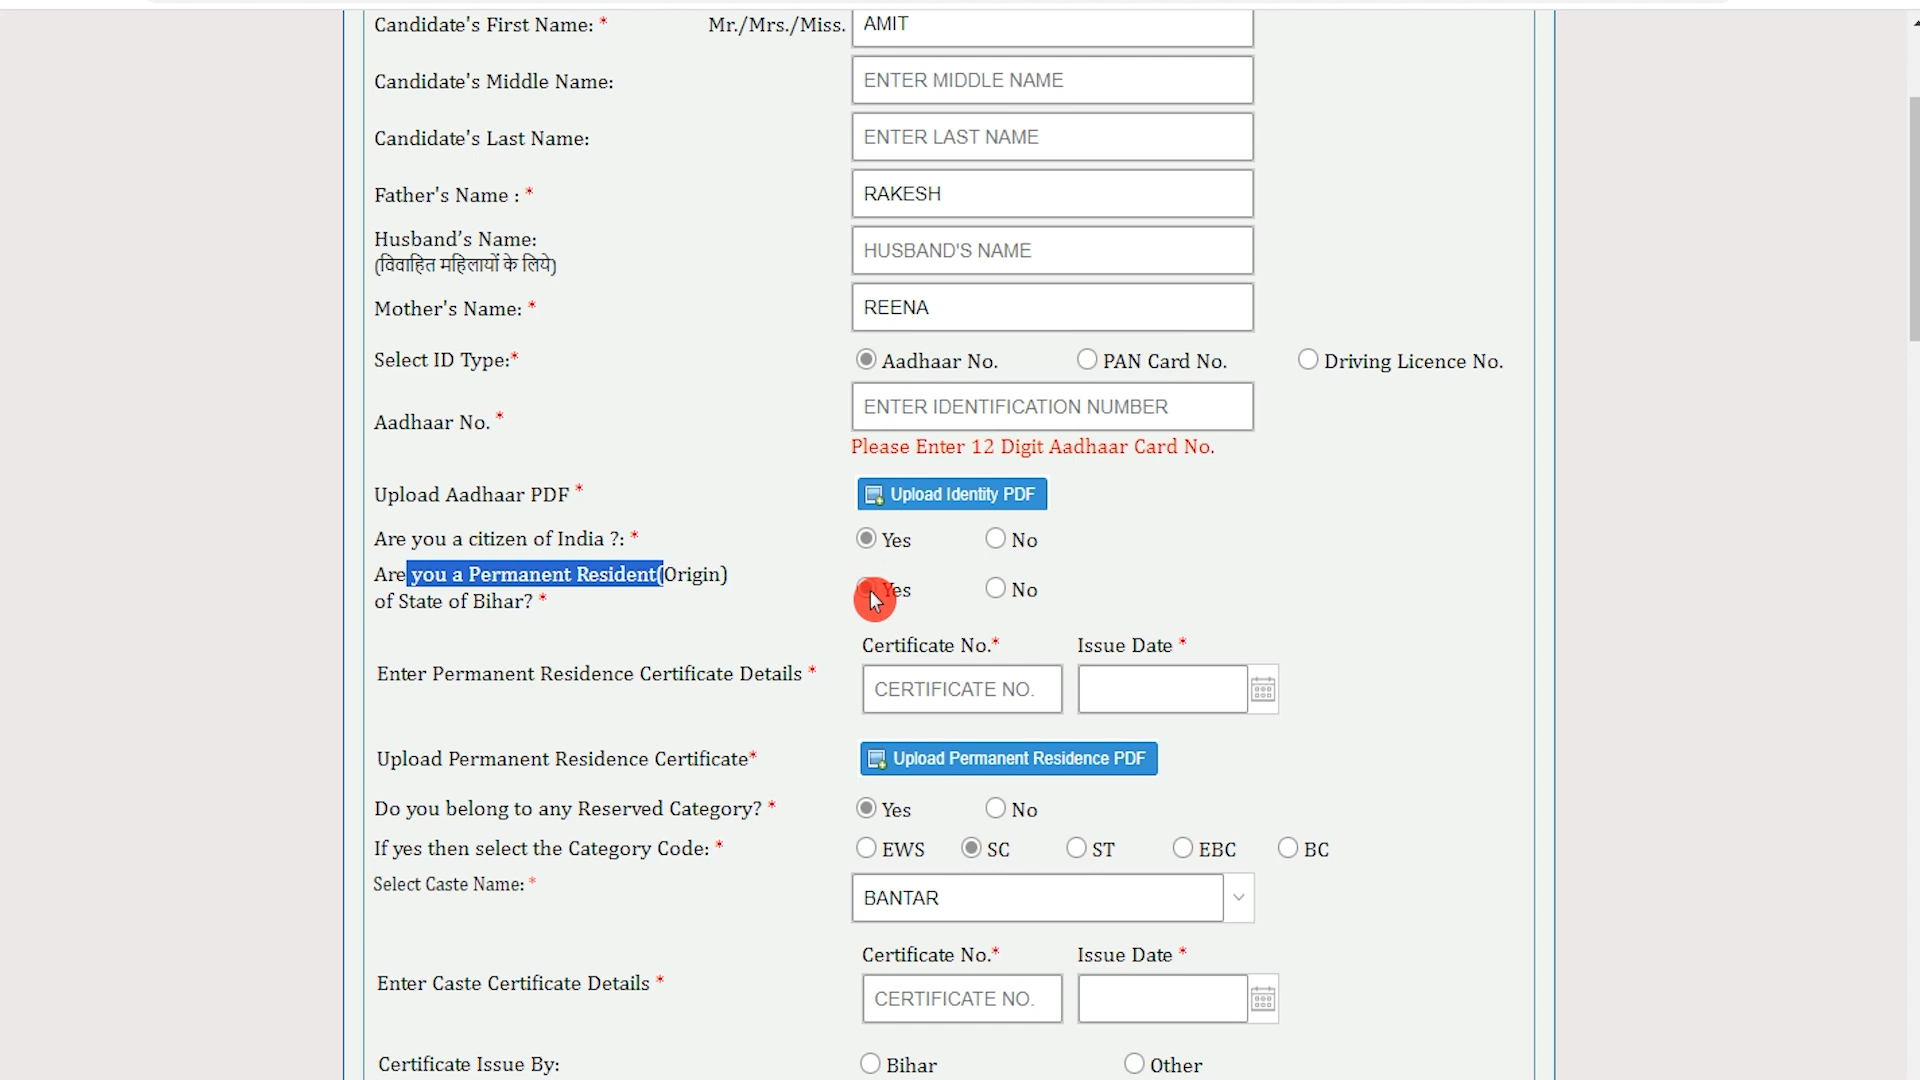 Candidate's First Name: * Mr./Mrs./Miss. AMIT
Candidate's Middle Name: ENTER MIDDLE NAME
Candidate's Last Name: ENTER LAST NAME
Father's Name : * RAKESH
Husband’s Name: HUSBAND'S NAME
(विवाहित महिलायों के लिये)
Mother's Name: * REENA
Select ID Type:* Aadhaar No. PAN Card No. Driving Licence No.
Aadhaar No. * ENTER IDENTIFICATION NUMBER
Please Enter 12 Digit Aadhaar Card No.
Upload Aadhaar PDF * Upload Identity PDF
Are you a citizen of India ?: * Yes No
Are you a Permanent Resident(Origin)
of State of Bihar? * Yes No
Certificate No.* Issue Date *
Enter Permanent Residence Certificate Details * CERTIFICATE NO.
Upload Permanent Residence Certificate* Upload Permanent Residence PDF
Do you belong to any Reserved Category? * Yes No
If yes then select the Category Code: * EWS SC ST EBC BC
Select Caste Name: * BANTAR
Certificate No.* Issue Date *
Enter Caste Certificate Details * CERTIFICATE NO.
Certificate Issue By: Bihar Other